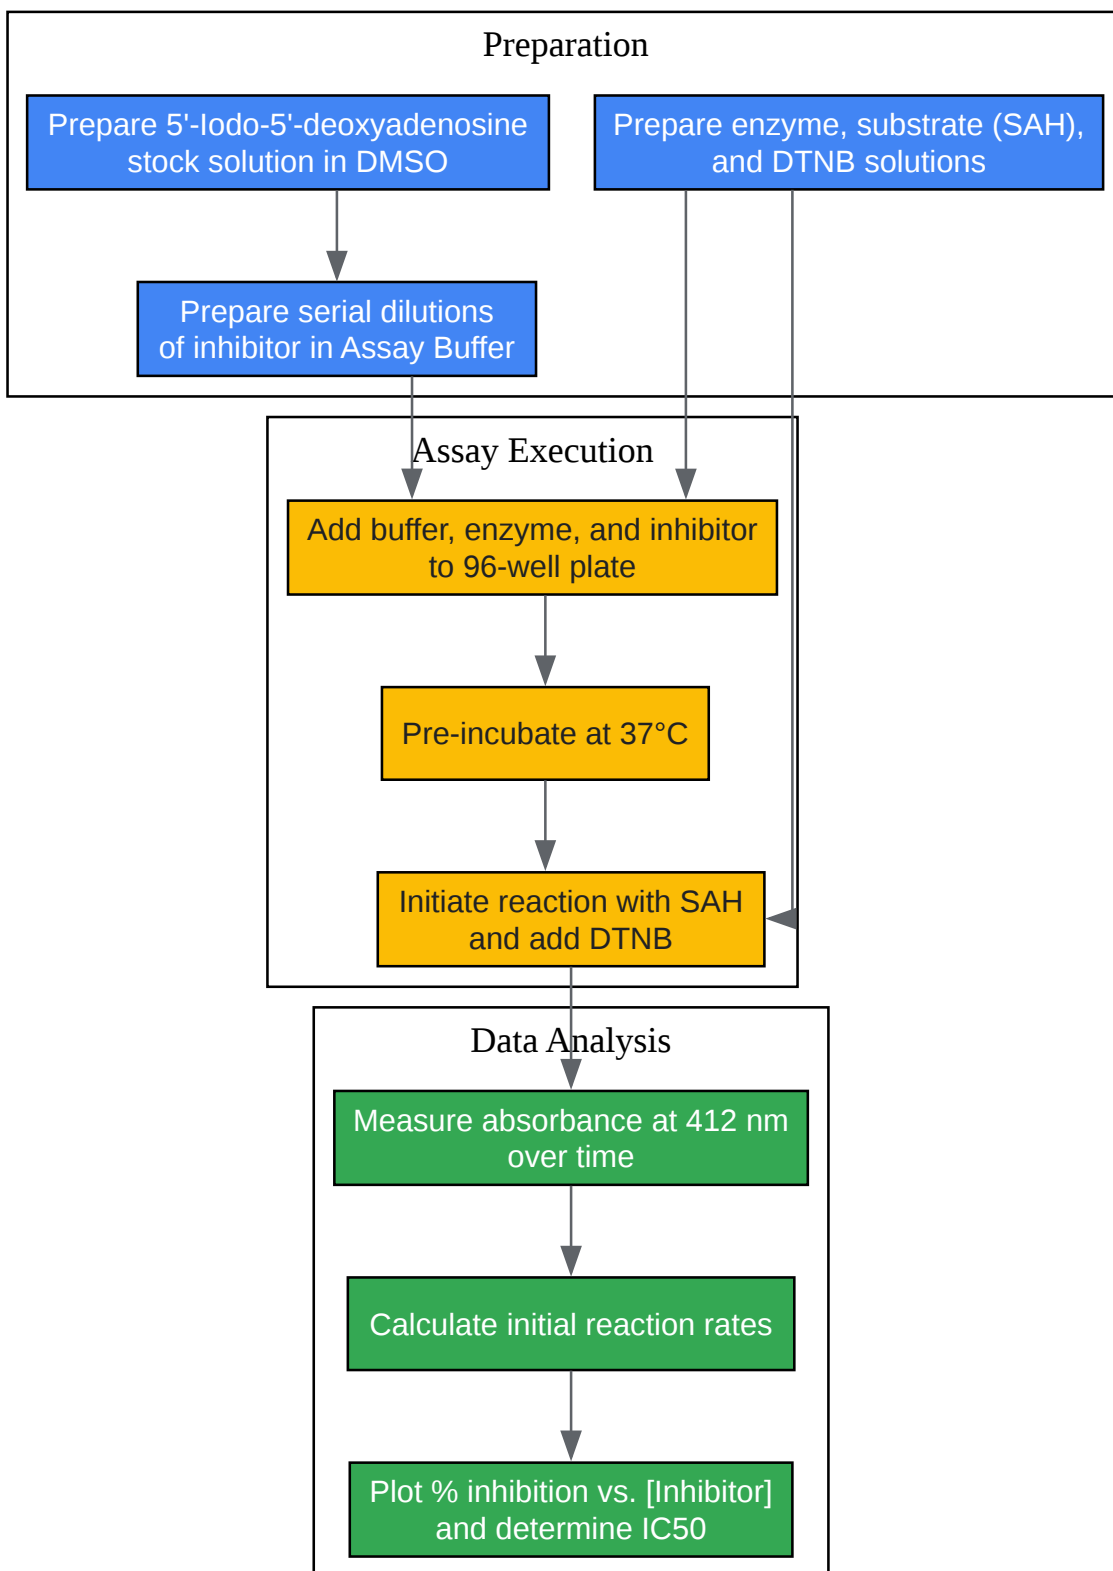 Preparation
Prepare 5'-Iodo-5'-deoxyadenosine
stock solution in DMSO
Prepare enzyme, substrate (SAH),
and DTNB solutions
Prepare serial dilutions
of inhibitor in Assay Buffer
Assay Execution
Add buffer, enzyme, and inhibitor
to 96-well plate
Pre-incubate at 37°C
Initiate reaction with SAH
and add DTNB
Data Analysis
Measure absorbance at 412 nm
over time
Calculate initial reaction rates
Plot % inhibition vs. [Inhibitor]
and determine IC50